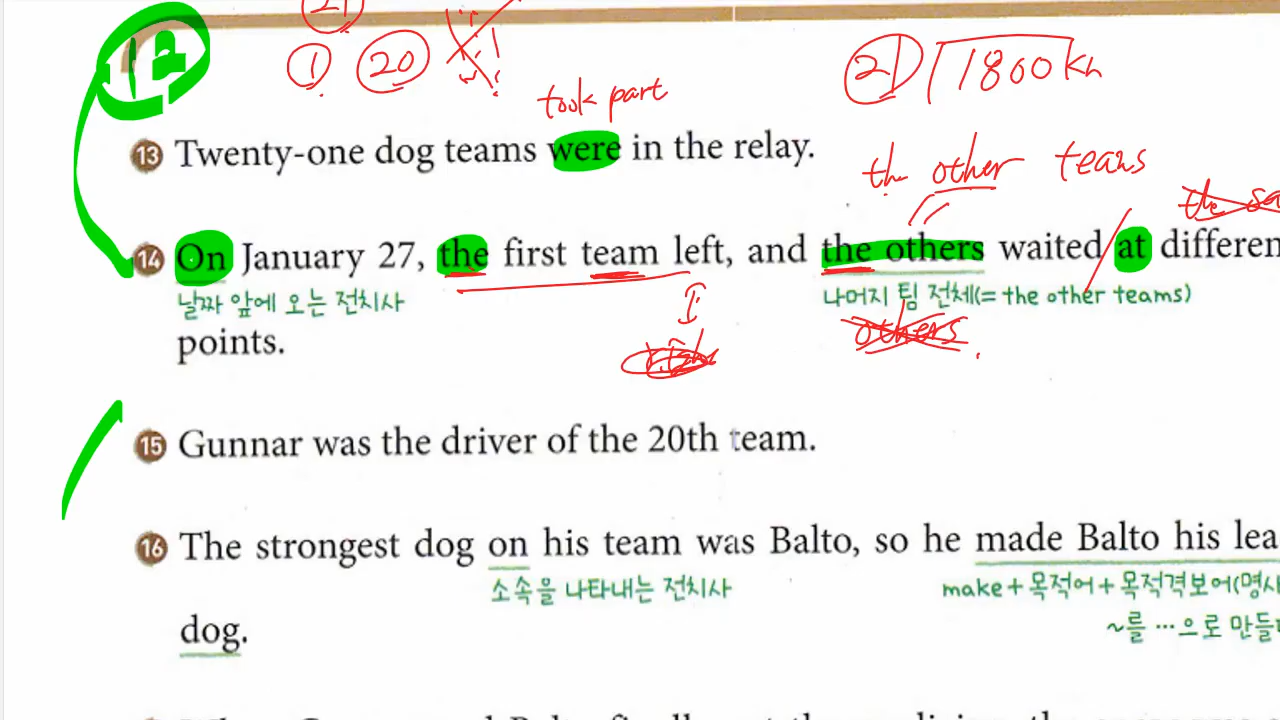 21
12
① ⑳
21 1800 km
took part
13 Twenty-one dog teams were in the relay.
the other teams
14 On January 27, the first team left, and the others waited at differen
날짜 앞에 오는 전치사 나머지 팀 전체(= the other teams)
others
points.
15 Gunnar was the driver of the 20th team.
16 The strongest dog on his team was Balto, so he made Balto his lea
소속을 나타내는 전치사 make + 목적어 + 목적격보어(명사
~를 …으로 만들
dog.